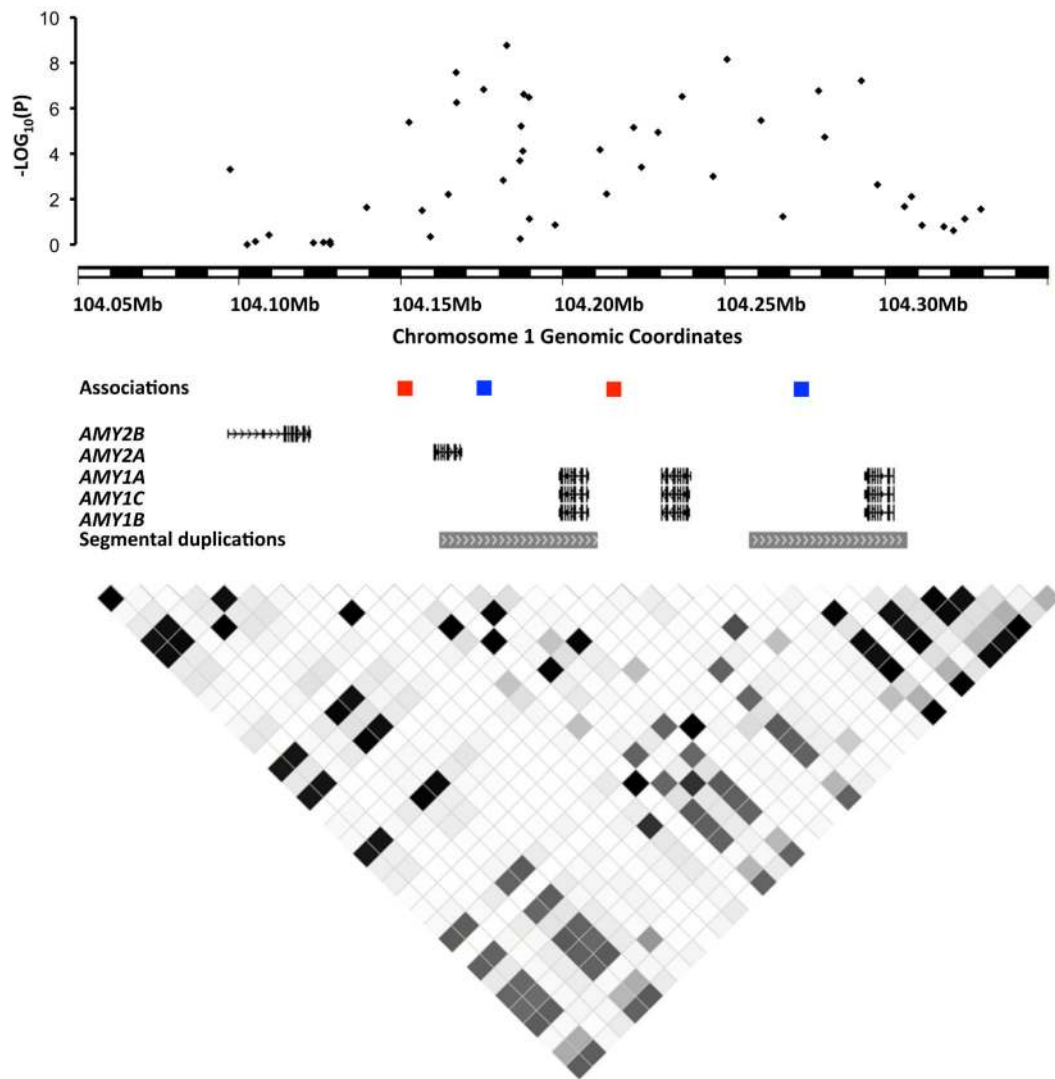 10
8
6
4
2
0
-LOG10(P)
104.05Mb 104.10Mb 104.15Mb 104.20Mb 104.25Mb 104.30Mb
Chromosome 1 Genomic Coordinates
Associations
AMY2B
AMY2A
AMY1A
AMY1C
AMY1B
Segmental duplications